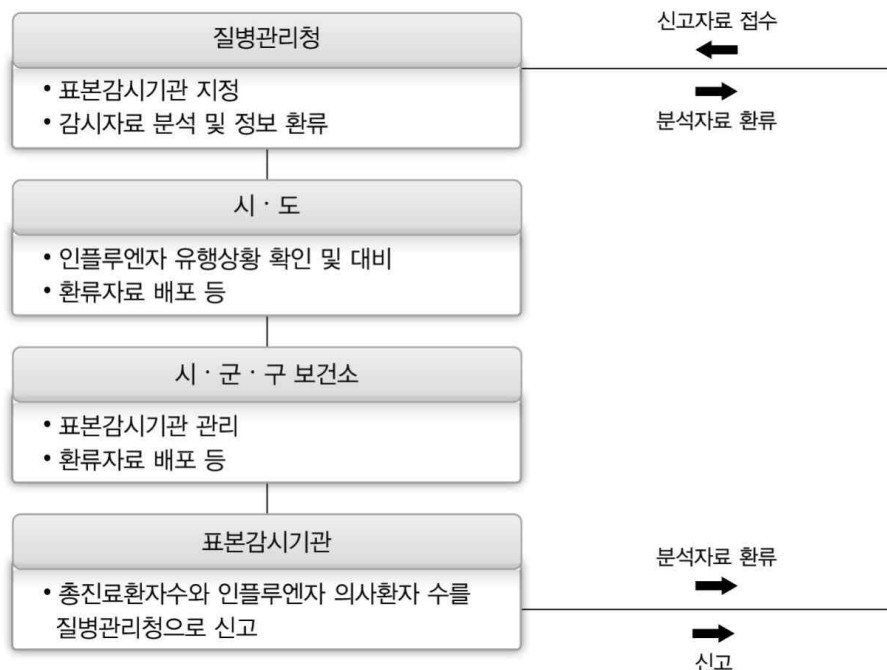 질병관리청
• 표본감시기관 지정
• 감시자료 분석 및 정보 환류
신고자료 접수
분석자료 환류
시 · 도
• 인플루엔자 유행상황 확인 및 대비
• 환류자료 배포 등
시 · 군 · 구 보건소
• 표본감시기관 관리
• 환류자료 배포 등
표본감시기관
• 총진료환자수와 인플루엔자 의사환자 수를
질병관리청으로 신고
분석자료 환류
신고